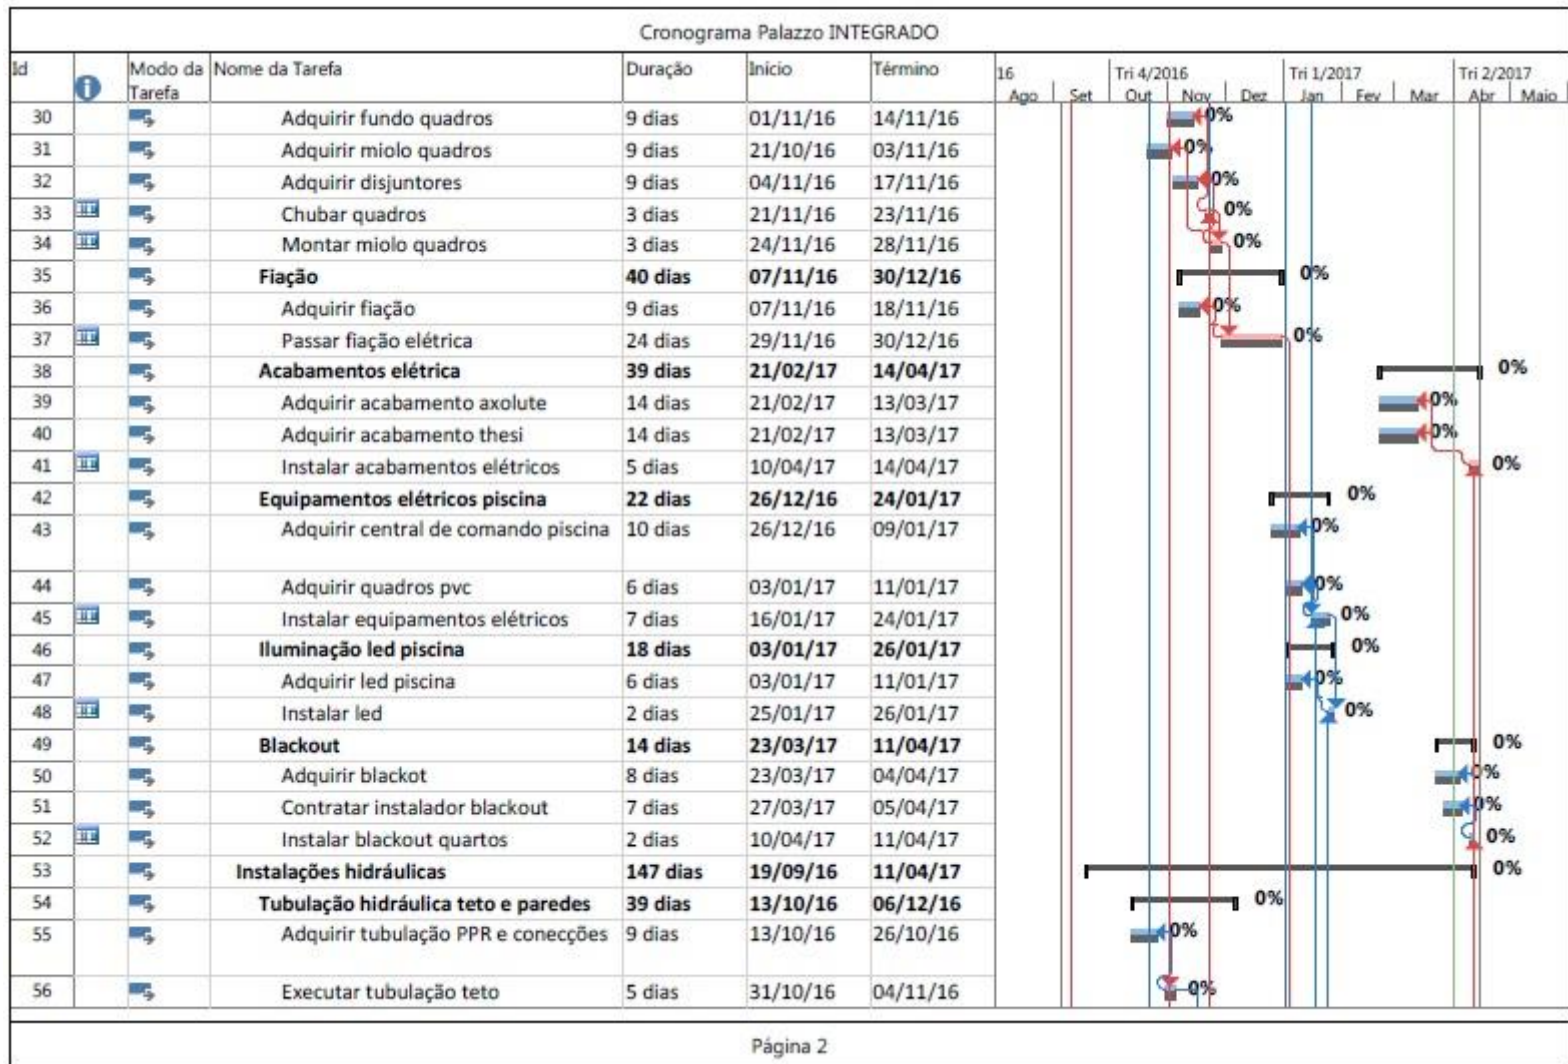 Cronograma Palazzo INTEGRADO
Id Modo da Tarefa Nome da Tarefa Duração Início Término 16 Tri 4/2016 Tri 1/2017 Tri 2/2017
Ago Set Out Nov Dez Jan Fev Mar Abr Maio
30 Adquirir fundo quadros 9 dias 01/11/16 14/11/16 0%
31 Adquirir miolo quadros 9 dias 21/10/16 03/11/16 0%
32 Adquirir disjuntores 9 dias 04/11/16 17/11/16 0%
33 Chubar quadros 3 dias 21/11/16 23/11/16 0%
34 Montar miolo quadros 3 dias 24/11/16 28/11/16 0%
35 Fiação 40 dias 07/11/16 30/12/16 0%
36 Adquirir fiação 9 dias 07/11/16 18/11/16 0%
37 Passar fiação elétrica 24 dias 29/11/16 30/12/16 0%
38 Acabamentos elétrica 39 dias 21/02/17 14/04/17 0%
39 Adquirir acabamento axolute 14 dias 21/02/17 13/03/17 0%
40 Adquirir acabamento thesi 14 dias 21/02/17 13/03/17 0%
41 Instalar acabamentos elétricos 5 dias 10/04/17 14/04/17 0%
42 Equipamentos elétricos piscina 22 dias 26/12/16 24/01/17 0%
43 Adquirir central de comando piscina 10 dias 26/12/16 09/01/17 0%
44 Adquirir quadros pvc 6 dias 03/01/17 11/01/17 0%
45 Instalar equipamentos elétricos 7 dias 16/01/17 24/01/17 0%
46 Iluminação led piscina 18 dias 03/01/17 26/01/17 0%
47 Adquirir led piscina 6 dias 03/01/17 11/01/17 0%
48 Instalar led 2 dias 25/01/17 26/01/17 0%
49 Blackout 14 dias 23/03/17 11/04/17 0%
50 Adquirir blackot 8 dias 23/03/17 04/04/17 0%
51 Contratar instalador blackout 7 dias 27/03/17 05/04/17 0%
52 Instalar blackout quartos 2 dias 10/04/17 11/04/17 0%
53 Instalações hidráulicas 147 dias 19/09/16 11/04/17 0%
54 Tubulação hidráulica teto e paredes 39 dias 13/10/16 06/12/16 0%
55 Adquirir tubulação PPR e conecções 9 dias 13/10/16 26/10/16 0%
56 Executar tubulação teto 5 dias 31/10/16 04/11/16 0%
Página 2